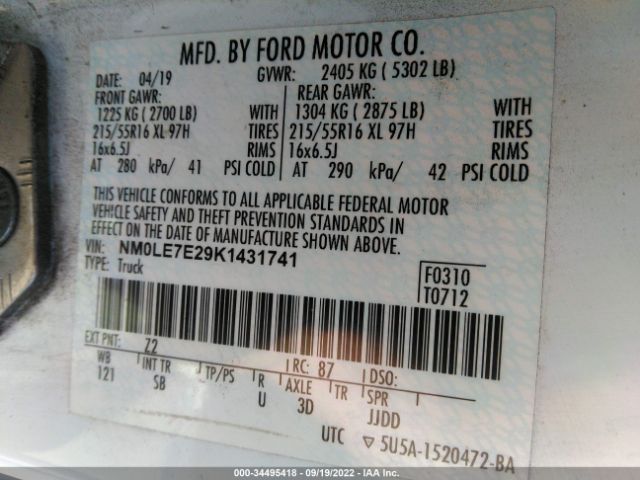 MFD. BY FORD MOTOR CO.
DATE: 04/19 GVWR: 2405 KG ( 5302 LB)
FRONT GAWR: REAR GAWR:
1225 KG ( 2700 LB) WITH 1304 KG ( 2875 LB) WITH
215/55R16 XL 97H TIRES 215/55R16 XL 97H TIRES
16x6.5J RIMS 16x6.5J RIMS
AT 280 kPa/ 41 PSI COLD AT 290 kPa/ 42 PSI COLD
THIS VEHICLE CONFORMS TO ALL APPLICABLE FEDERAL MOTOR
VEHICLE SAFETY AND THEFT PREVENTION STANDARDS IN
EFFECT ON THE DATE OF MANUFACTURE SHOWN ABOVE.
VIN: NM0LE7E29K1431741
TYPE: Truck
F0310
T0712
EXT PNT: Z2 RC: 87 DSO:
WB INT TR TP/PS R AXLE TR SPR
121 SB U 3D JJDD
UTC ▽5U5A-1520472-BA
000-34495418 - 09/19/2022 - IAA Inc.